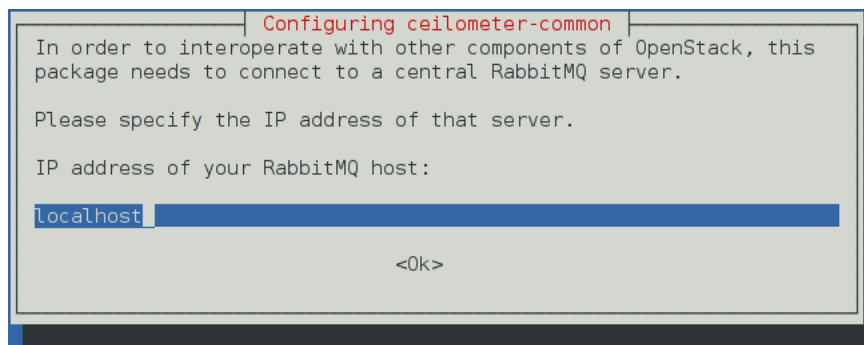 Configuring ceilometer-common
In order to interoperate with other components of OpenStack, this
package needs to connect to a central RabbitMQ server.
Please specify the IP address of that server.
IP address of your RabbitMQ host:
localhost_
<Ok>